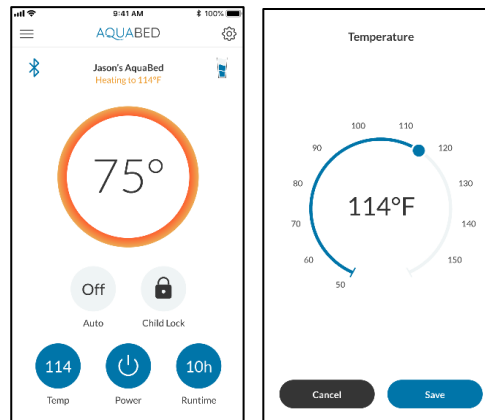 9:41 AM
100%
AQUABED
Jason's AquaBed
Heating to 114°F
75°
Off
Auto
Child Lock
114
10h
Temp
Power
Runtime
Temperature
100
110
90
120
80
130
70
140
60
150
50
114°F
Cancel
Save